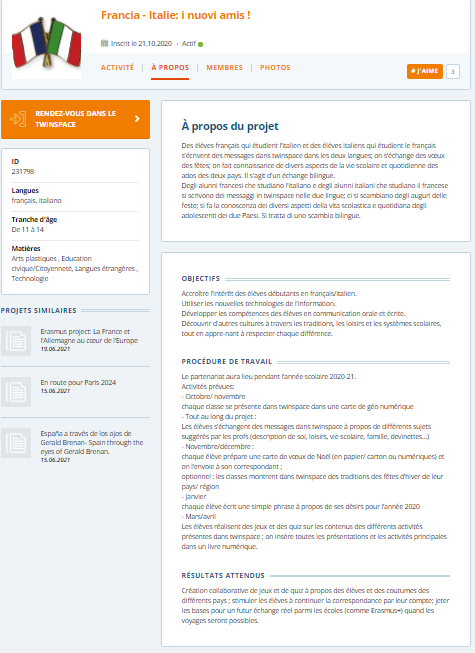 Francia - Italie: i nuovi amis !
Inscrit le 21.10.2020 · Actif
ACTIVITÉ
À PROPOS
MEMBRES
PHOTOS
# J'AIME
3
RENDEZ-VOUS DANS LE
TWINSPACE
ID
231798
Langues
français, italiano
Tranche d'âge
De 11 à 14
Matières
Arts plastiques , Education
civique/Citoyenneté, Langues étrangères ,
Technologie
PROJETS SIMILAIRES
Erasmus project: La France et
l'Allemagne au cœur de l'Europe
19.06.2021
En route pour Paris 2024
15.06.2021
España a través de los ojos de
Gerald Brenan- Spain through the
eyes of Gerald Brenan.
15.06.2021
À propos du projet
Des élèves français qui étudient l'italien et des élèves italiens qui étudient le français
s'écrivent des messages dans twinspace dans les deux langues; on s'échange des vœux
des fêtes; on fait connaissance de divers aspects de la vie scolaire et quotidienne des
ados des deux pays. Il s'agit d'un échange bilingue.
Degli alunni francesi che studiano l'italiano e degli alunni italiani che studiano il francese
si scrivono dei messaggi in twinspace nelle due lingue; ci si scambiano degli auguri delle
feste; si fa la conoscenza dei diversi aspetti della vita scolastica e quotidiana degli
adolescenti dei due Paesi. Si tratta di uno scambio bilingue.
OBJECTIFS
Accroître l'intérêt des élèves débutants en français/italien.
Utiliser les nouvelles technologies de l'information.
Développer les compétences des élèves en communication orale et écrite.
Découvrir d'autres cultures à travers les traditions, les loisirs et les systèmes scolaires,
tout en appre-nant à respecter chaque différence.
PROCÉDURE DE TRAVAIL
Le partenariat aura lieu pendant l'année scolaire 2020-21.
Activités prévues:
- Octobre/ novembre
chaque classe se présente dans twinspace dans une carte de géo numérique
- Tout au long du projet :
Les élèves s'échangent des messages dans twinspace à propos de différents sujets
suggérés par les profs (description de soi, loisirs, vie scolaire, famille, devinettes...)
- Novembre/décembre :
chaque élève prépare une carte de vœux de Noël (en papier/ carton ou numériques) et
on l'envoie à son correspondant ;
optionnel : les classes montrent dans twinspace des traditions des fêtes d'hiver de leur
pays/ région
- Janvier
chaque élève écrit une simple phrase à propos de ses désirs pour l'année 2020
- Mars/avril
Les élèves réalisent des jeux et des quiz sur les contenus des différents activités
présentes dans twinspace ; on insère toutes les présentations et les activités principales
dans un livre numérique.
RÉSULTATS ATTENDUS
Création collaborative de jeux et de quiz à propos des élèves et des coutumes des
différents pays ; stimuler les élèves à continuer la correspondance par leur compte; jeter
les bases pour un futur échange réel parmi les écoles (comme Erasmus+) quand les
voyages seront possibles.